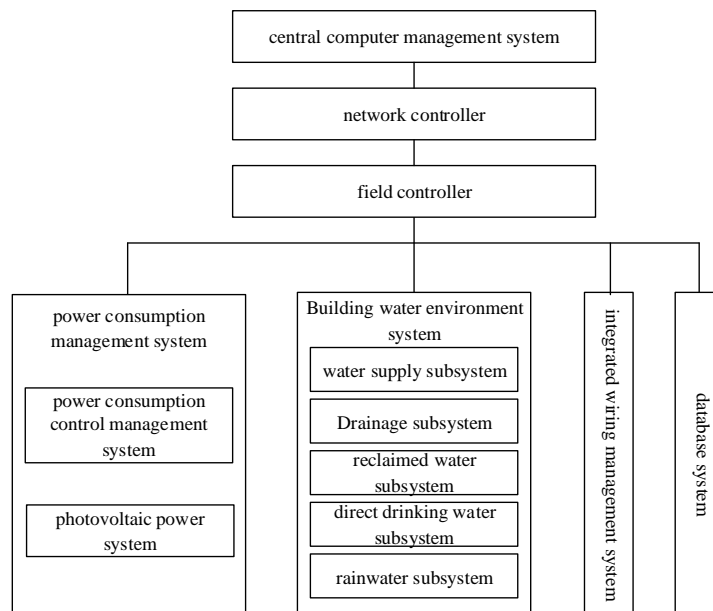 central computer management system
network controller
field controller
power consumption
management system
power consumption
control management
system
photovoltaic power
system
Building water environment
system
water supply subsystem
Drainage subsystem
reclaimed water
subsystem
direct drinking water
subsystem
rainwater subsystem
integrated wiring management system
database system